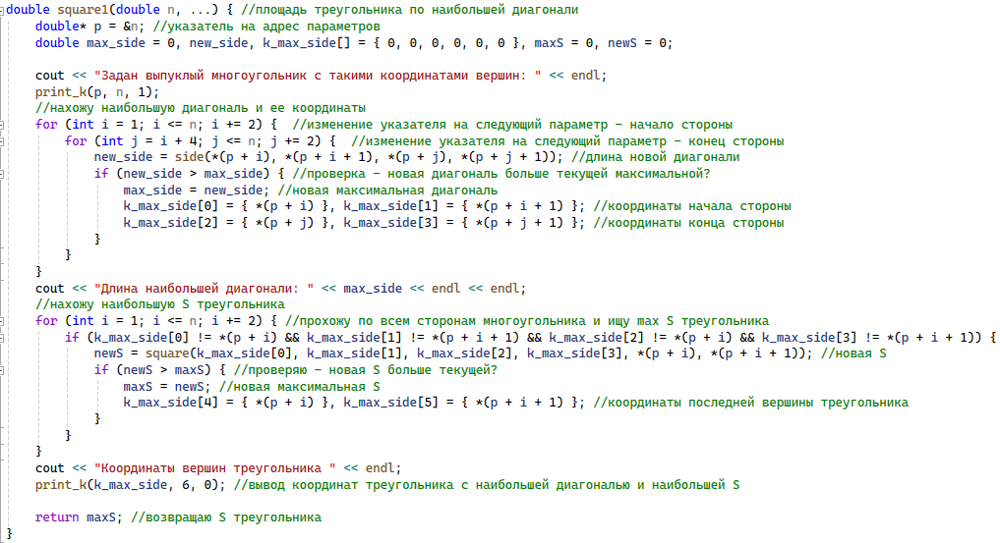 double square1(double n, ...) { //площадь треугольника по наибольшей диагонали
    double* p = &n; //указатель на адрес параметров
    double max_side = 0, new_side, k_max_side[] = { 0, 0, 0, 0, 0, 0 }, maxS = 0, newS = 0;

    cout << "Задан выпуклый многоугольник с такими координатами вершин: " << endl;
    print_k(p, n, 1);
    //нахожу наибольшую диагональ и ее координаты
    for (int i = 1; i <= n; i += 2) {  //изменение указателя на следующий параметр - начало стороны
        for (int j = i + 4; j <= n; j += 2) {  //изменение указателя на следующий параметр - конец стороны
            new_side = side(*(p + i), *(p + i + 1), *(p + j), *(p + j + 1)); //длина новой диагонали
            if (new_side > max_side) { //проверка - новая диагональ больше текущей максимальной?
                max_side = new_side; //новая максимальная диагональ
                k_max_side[0] = { *(p + i) }, k_max_side[1] = { *(p + i + 1) }; //координаты начала стороны
                k_max_side[2] = { *(p + j) }, k_max_side[3] = { *(p + j + 1) }; //координаты конца стороны
            }
        }
    }
    cout << "Длина наибольшей диагонали: " << max_side << endl << endl;
    //нахожу наибольшую S треугольника
    for (int i = 1; i <= n; i += 2) { //прохожу по всем сторонам многоугольника и ищу max S треугольника
        if (k_max_side[0] != *(p + i) && k_max_side[1] != *(p + i + 1) && k_max_side[2] != *(p + i) && k_max_side[3] != *(p + i + 1)) {
            newS = square(k_max_side[0], k_max_side[1], k_max_side[2], k_max_side[3], *(p + i), *(p + i + 1)); //новая S
            if (newS > maxS) { //проверяю - новая S больше текущей?
                maxS = newS; //новая максимальная S
                k_max_side[4] = { *(p + i) }, k_max_side[5] = { *(p + i + 1) }; //координаты последней вершины треугольника
            }
        }
    }
    cout << "Координаты вершин треугольника " << endl;
    print_k(k_max_side, 6, 0); //вывод координат треугольника с наибольшей диагональю и наибольшей S

    return maxS; //возвращаю S треугольника
}